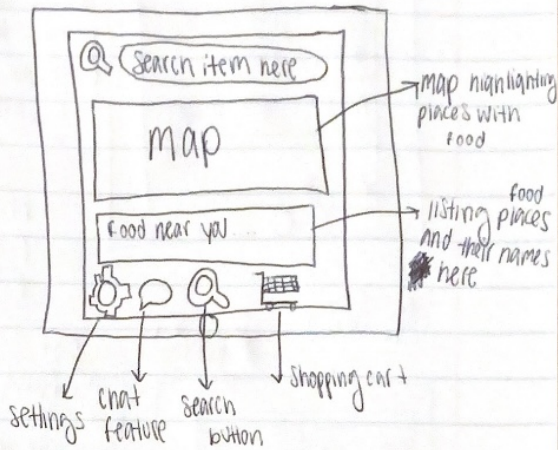 search item here
map
food near you....
map highlighting
places with
food
listing food places
and their names
here
settings
chat
feature
search
button
shopping cart